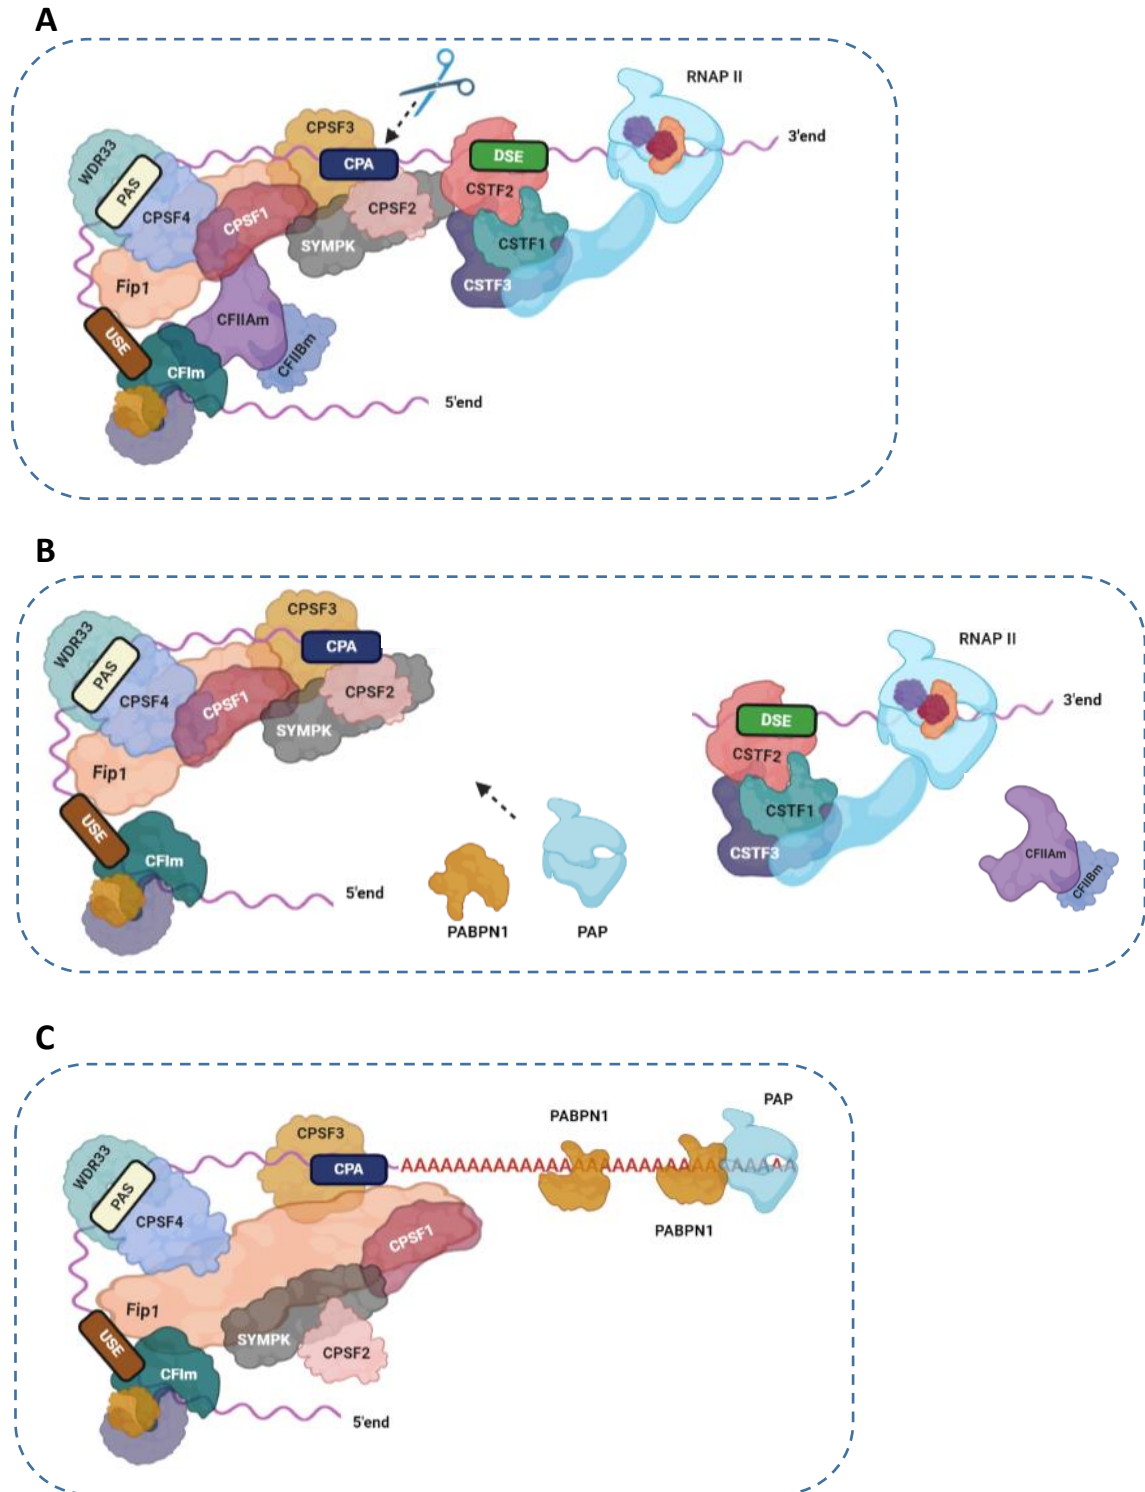 A
RNAP II
3'end
CPSF3
WDR33
CPA
DSE
PAS
CSTF2
CPSF4
CPSF2
CPSF1
SYMPK
CSTF1
Fip1
CSTF3
CFIIAm
USE
CFIIBm
CFIm
5'end
B
CPSF3
RNAP II
WDR33
CPA
PAS
CPSF4
CPSF2
3'end
CPSF1
DSE
SYMPK
CSTF2
Fip1
CSTF1
USE
CSTF3
CFIIAm
CFIm
CFIIBm
5'end
PABPN1
PAP
C
PAP
PABPN1
CPSF3
WDR33
CPA
AAAAAAAAAAAAAAAAAAAAAAAAAAAAAA
PAS
CPSF4
PABPN1
CPSF1
Fip1
USE
SYMPK
CPSF2
CFIm
5'end